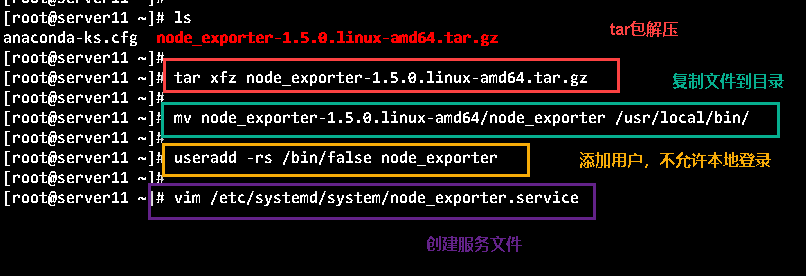 [root@server11 ~]# ls
anaconda-ks.cfg  node_exporter-1.5.0.linux-amd64.tar.gz
tar包解压
[root@server11 ~]#
[root@server11 ~]# tar xfz node_exporter-1.5.0.linux-amd64.tar.gz
复制文件到目录
[root@server11 ~]#
[root@server11 ~]# mv node_exporter-1.5.0.linux-amd64/node_exporter /usr/local/bin/
[root@server11 ~]#
[root@server11 ~]# useradd -rs /bin/false node_exporter
添加用户，不允许本地登录
[root@server11 ~]#
[root@server11 ~]# vim /etc/systemd/system/node_exporter.service
创建服务文件